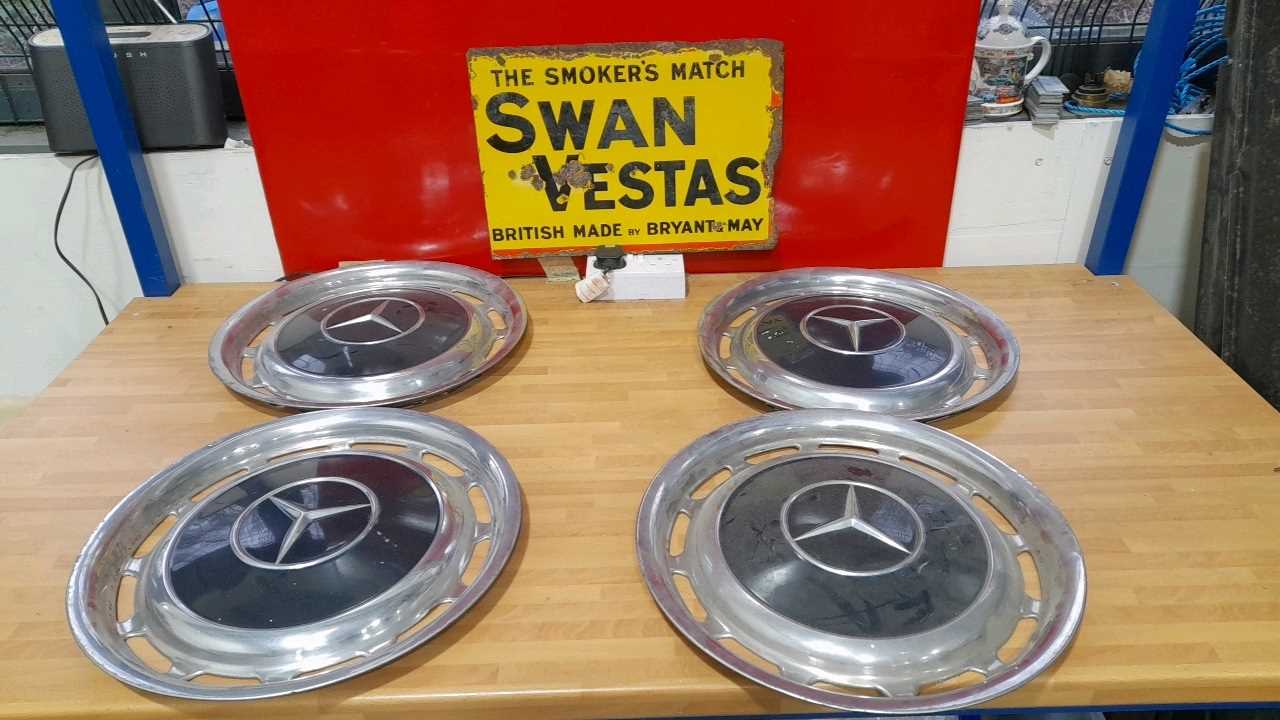 THE SMOKER'S MATCH
SWAN
VESTAS
BRITISH MADE BY BRYANT & MAY